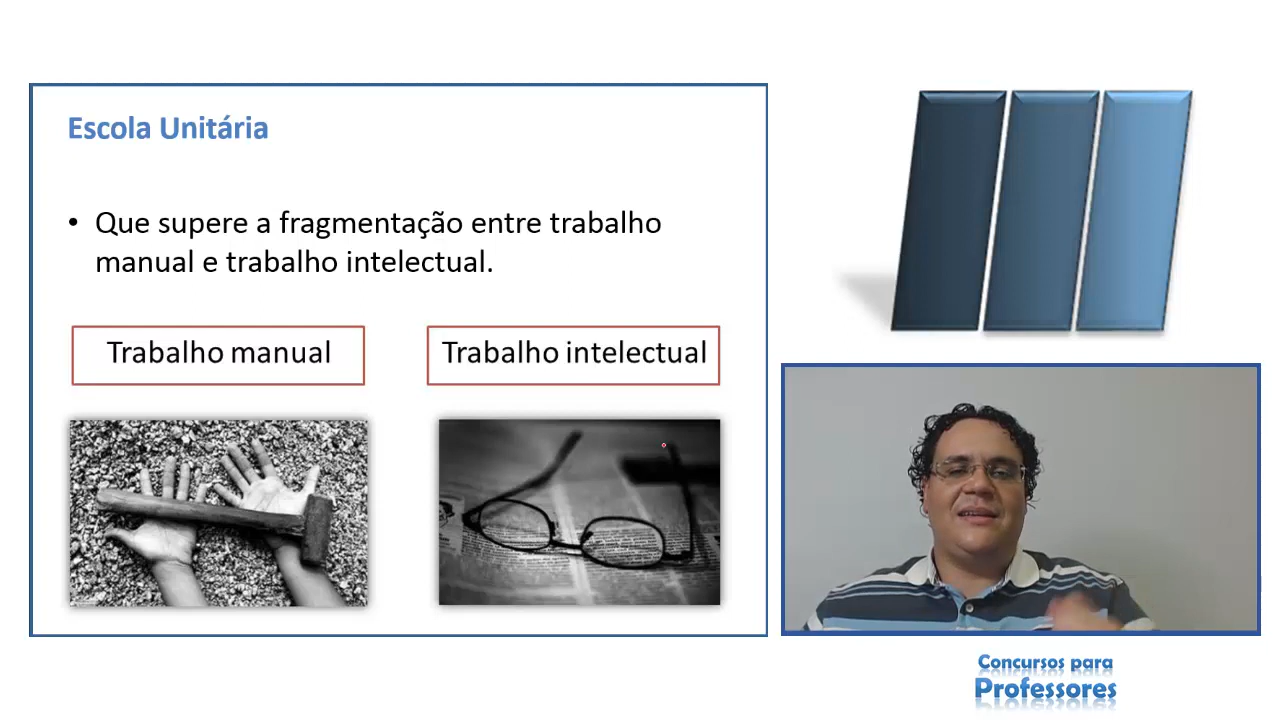 Escola Unitária
• Que supere a fragmentação entre trabalho
manual e trabalho intelectual.
Trabalho manual
Trabalho intelectual
Concursos para
Professores